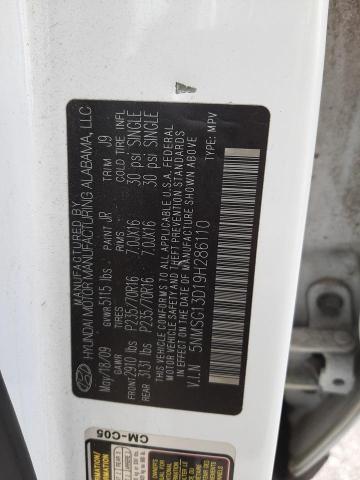 MANUFACTURED BY
HYUNDAI MOTOR MANUFACTURING ALABAMA, LLC
May/18/09 GVWR 5115 lbs PAINT JR TRIM J9
GAWR TIRES RIMS COLD TIRE INFL
FRONT:2910 lbs P235/70R16 7.0JX16 30 psi SINGLE
REAR :3131 lbs P235/70R16 7.0JX16 30 psi SINGLE
THIS VEHICLE CONFORMS TO ALL APPLICABLE U.S.A. FEDERAL
MOTOR VEHICLE SAFETY, BUMPER, AND THEFT PREVENTION STANDARDS
IN EFFECT ON THE DATE OF MANUFACTURE SHOWN ABOVE
V.I.N 5NMSG13D19H286110 TYPE: MPV
CM-C05